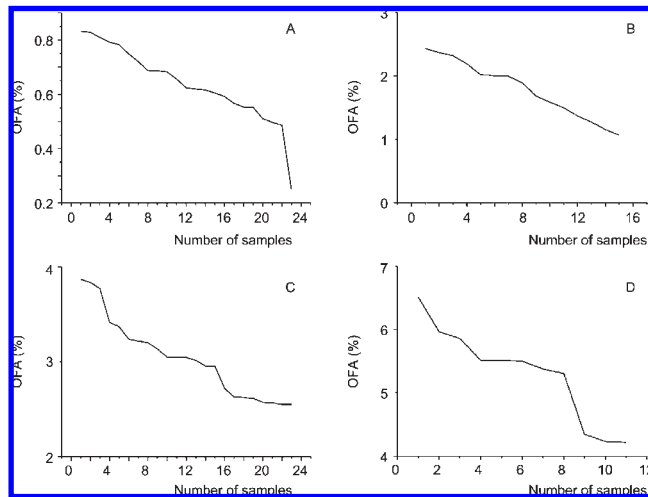 A
OFA (%)
0.8
0.6
0.4
0.2
0 4 8 12 16 20 24
Number of samples
B
OFA (%)
3
2
1
0
0 4 8 12 16
Number of samples
C
OFA (%)
4
3
2
0 4 8 12 16 20 24
Number of samples
D
OFA (%)
7
6
5
4
0 2 4 6 8 10 12
Number of samples